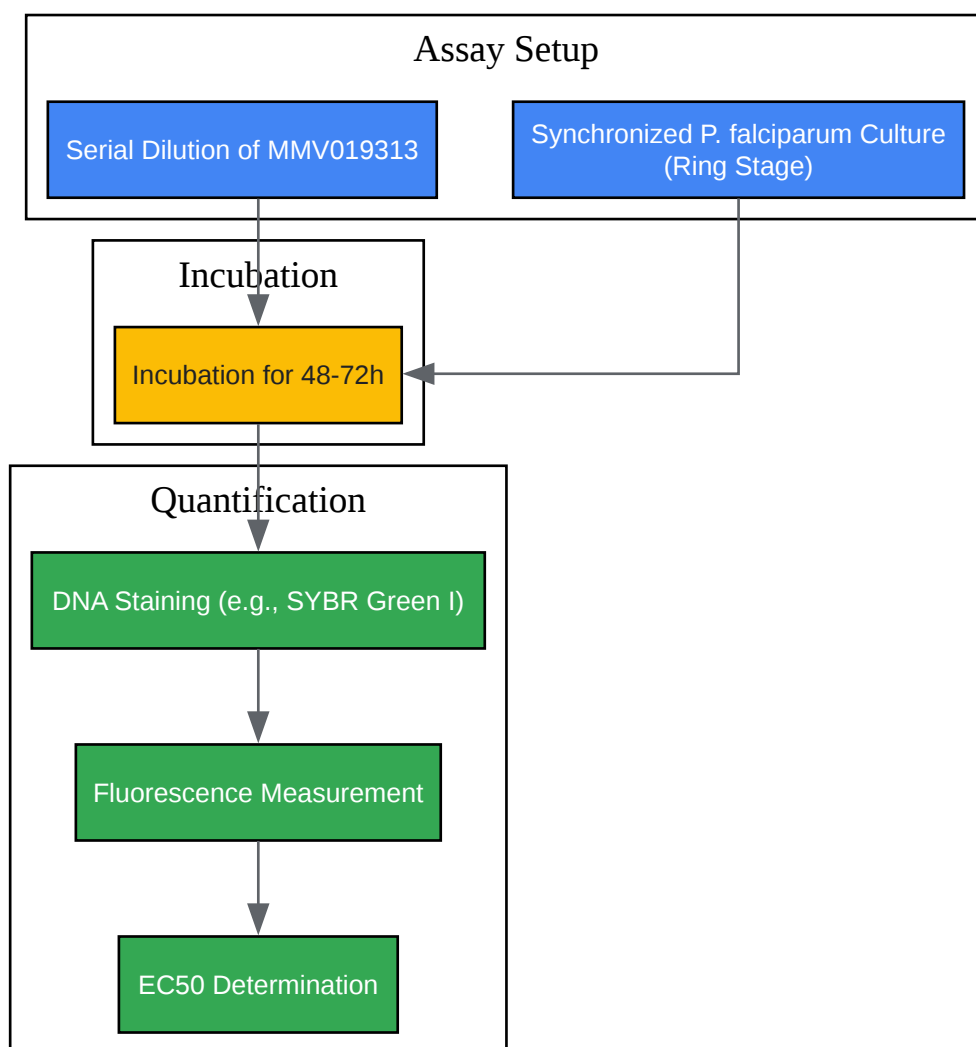 Assay Setup
Serial Dilution of MMV019313
Synchronized P. falciparum Culture
(Ring Stage)
Incubation
Incubation for 48-72h
Quantification
DNA Staining (e.g., SYBR Green I)
Fluorescence Measurement
EC50 Determination